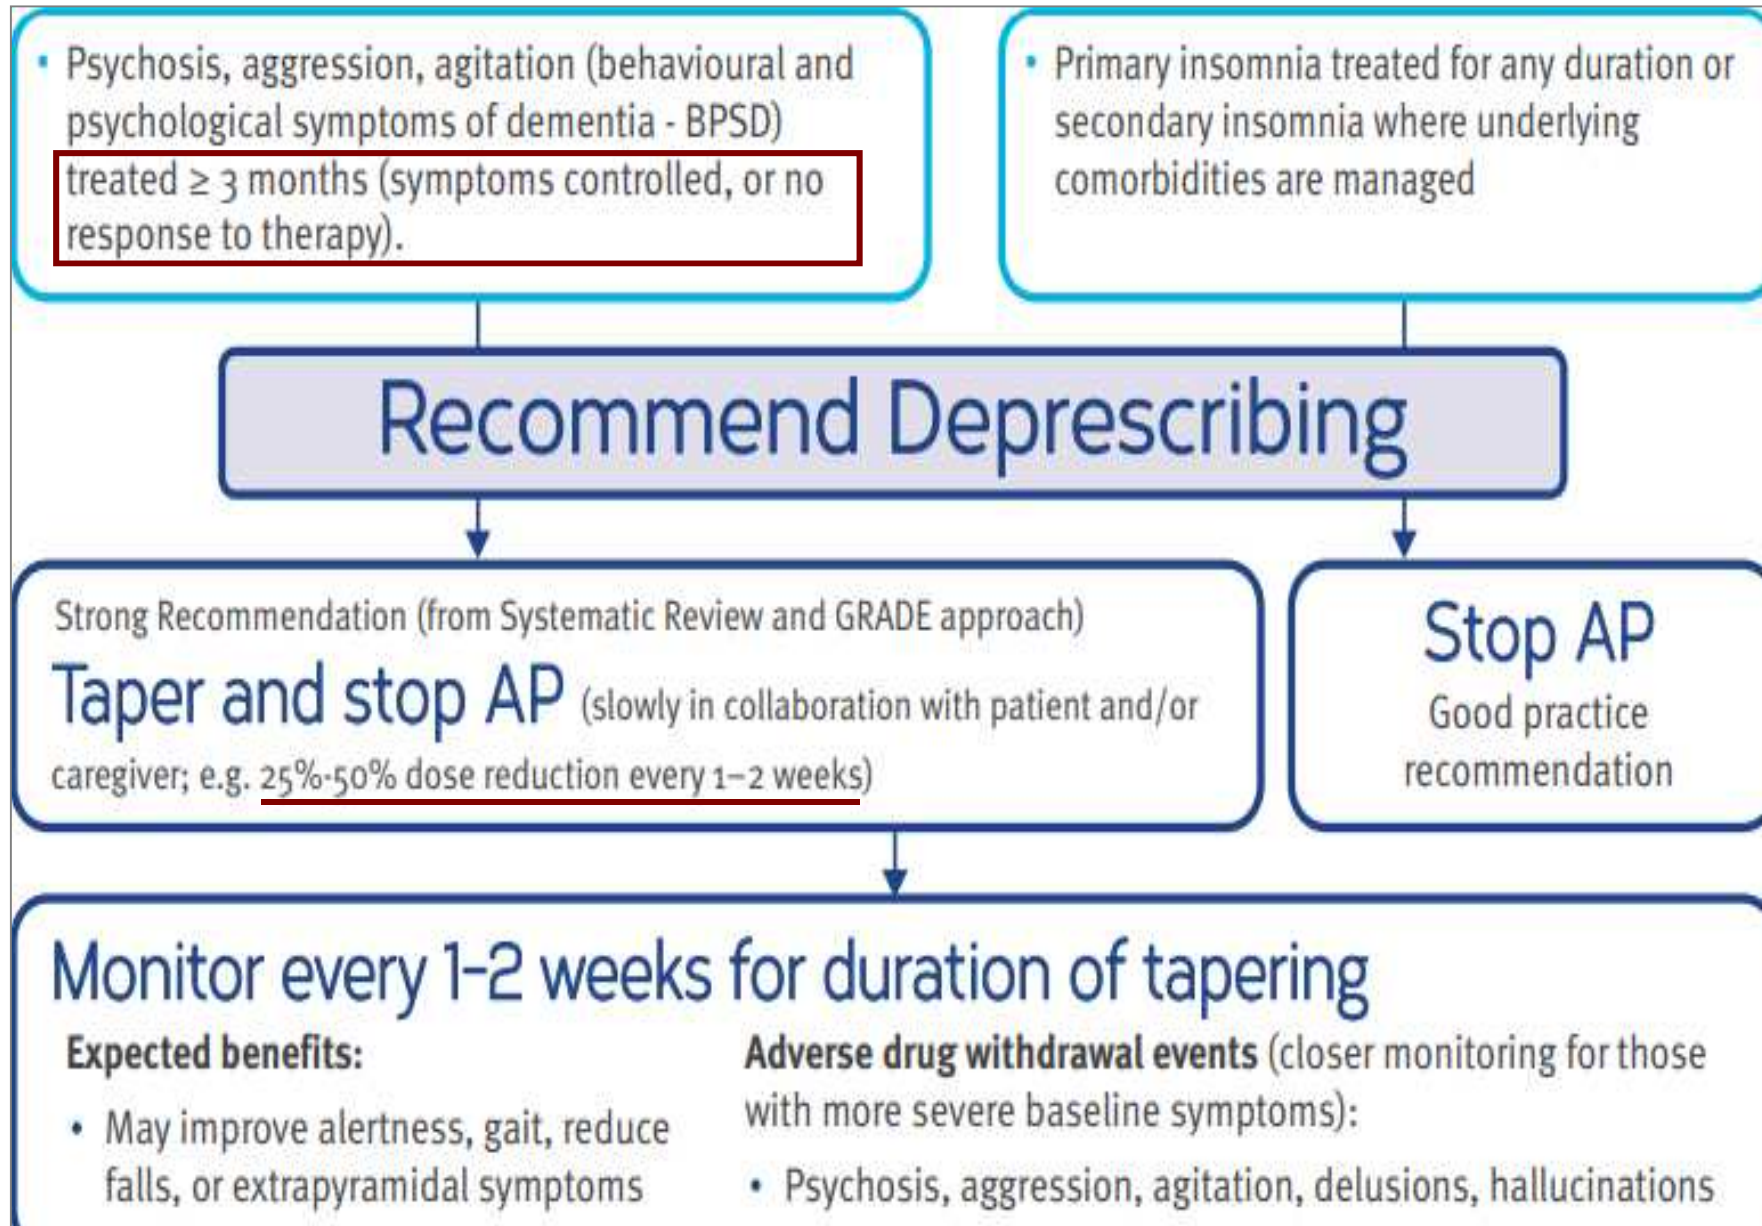 • Psychosis, aggression, agitation (behavioural and
psychological symptoms of dementia - BPSD)
treated ≥ 3 months (symptoms controlled, or no
response to therapy).
• Primary insomnia treated for any duration or
secondary insomnia where underlying
comorbidities are managed
Recommend Deprescribing
Strong Recommendation (from Systematic Review and GRADE approach)
Taper and stop AP (slowly in collaboration with patient and/or
caregiver; e.g. 25%-50% dose reduction every 1–2 weeks)
Stop AP
Good practice
recommendation
Monitor every 1-2 weeks for duration of tapering
Expected benefits:
• May improve alertness, gait, reduce
falls, or extrapyramidal symptoms
Adverse drug withdrawal events (closer monitoring for those
with more severe baseline symptoms):
• Psychosis, aggression, agitation, delusions, hallucinations